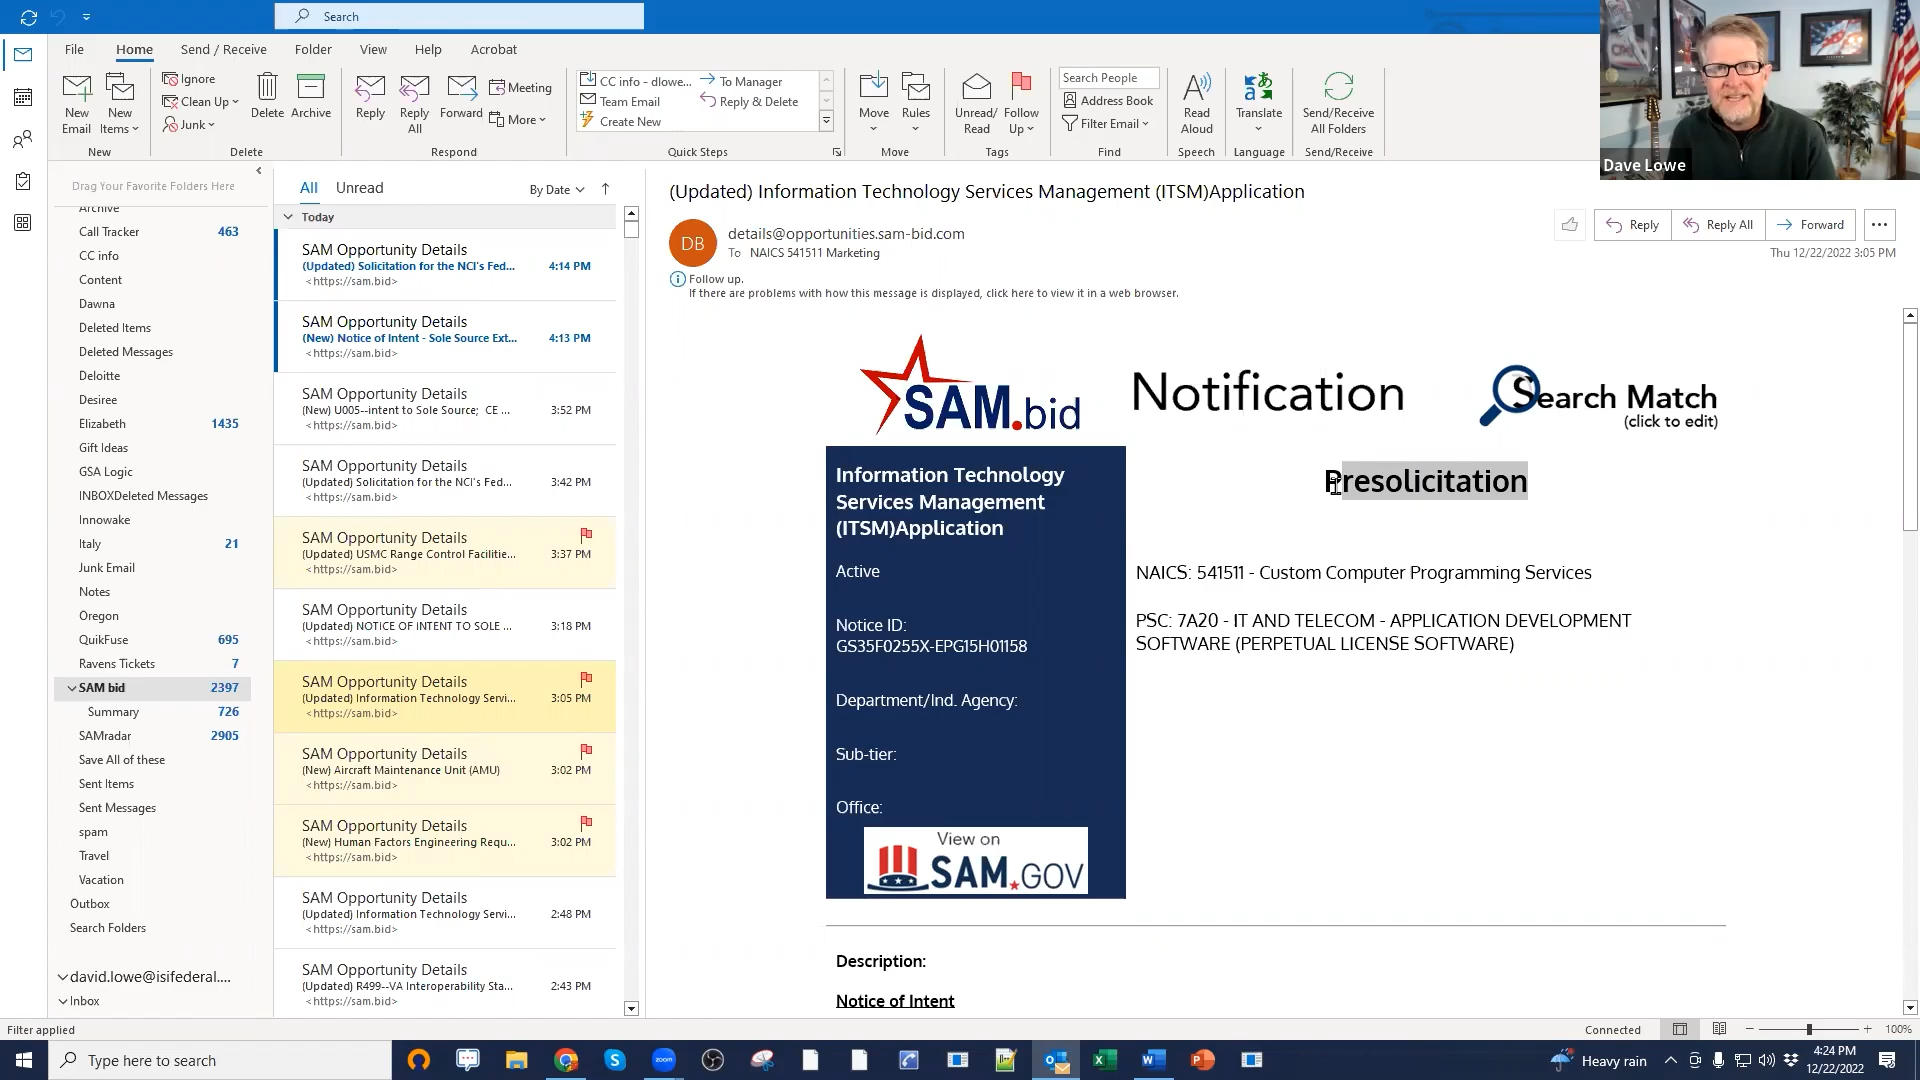 Search
File Home Send / Receive Folder View Help Acrobat
New Email
New Items
New
Ignore
Clean Up
Junk
Delete
Archive
Delete
Reply
Reply All
Forward
Meeting
More
Respond
CC info - dlowe...
To Manager
Team Email
Reply & Delete
Create New
Quick Steps
Move
Rules
Move
Unread/ Read
Follow Up
Tags
Search People
Address Book
Filter Email
Find
Read Aloud
Speech
Translate
Language
Send/Receive All Folders
Send/Receive
Dave Lowe
Drag Your Favorite Folders Here
Archive
Call Tracker 463
CC info
Content
Dawna
Deleted Items
Deleted Messages
Deloitte
Desiree
Elizabeth 1435
Gift Ideas
GSA Logic
INBOXDeleted Messages
Innowake
Italy 21
Junk Email
Notes
Oregon
QuikFuse 695
Ravens Tickets 7
SAM bid 2397
Summary 726
SAMradar 2905
Save All of these
Sent Items
Sent Messages
spam
Travel
Vacation
Outbox
Search Folders
david.lowe@isifederal....
Inbox
All Unread By Date
Today
SAM Opportunity Details
(Updated) Solicitation for the NCI's Fed... 4:14 PM
<https://sam.bid>
SAM Opportunity Details
(New) Notice of Intent - Sole Source Ext... 4:13 PM
<https://sam.bid>
SAM Opportunity Details
(New) U005--intent to Sole Source; CE ... 3:52 PM
<https://sam.bid>
SAM Opportunity Details
(Updated) Solicitation for the NCI's Fed... 3:42 PM
<https://sam.bid>
SAM Opportunity Details
(Updated) USMC Range Control Facilitie... 3:37 PM
<https://sam.bid>
SAM Opportunity Details
(Updated) NOTICE OF INTENT TO SOLE ... 3:18 PM
<https://sam.bid>
SAM Opportunity Details
(Updated) Information Technology Servi... 3:05 PM
<https://sam.bid>
SAM Opportunity Details
(New) Aircraft Maintenance Unit (AMU) 3:02 PM
<https://sam.bid>
SAM Opportunity Details
(New) Human Factors Engineering Requ... 3:02 PM
<https://sam.bid>
SAM Opportunity Details
(Updated) Information Technology Servi... 2:48 PM
<https://sam.bid>
SAM Opportunity Details
(Updated) R499--VA Interoperability Sta... 2:43 PM
<https://sam.bid>
(Updated) Information Technology Services Management (ITSM)Application
DB
details@opportunities.sam-bid.com
To NAICS 541511 Marketing
Reply Reply All Forward
Thu 12/22/2022 3:05 PM
Follow up.
If there are problems with how this message is displayed, click here to view it in a web browser.
SAM.bid
Notification
Search Match
(click to edit)
Information Technology
Services Management
(ITSM)Application
Active
Notice ID:
GS35F0255X-EPG15H01158
Department/Ind. Agency:
Sub-tier:
Office:
View on
SAM.GOV
Presolicitation
NAICS: 541511 - Custom Computer Programming Services
PSC: 7A20 - IT AND TELECOM - APPLICATION DEVELOPMENT
SOFTWARE (PERPETUAL LICENSE SOFTWARE)
Description:
Notice of Intent
Filter applied
Connected
100%
Type here to search
zoom
Heavy rain
4:24 PM
12/22/2022